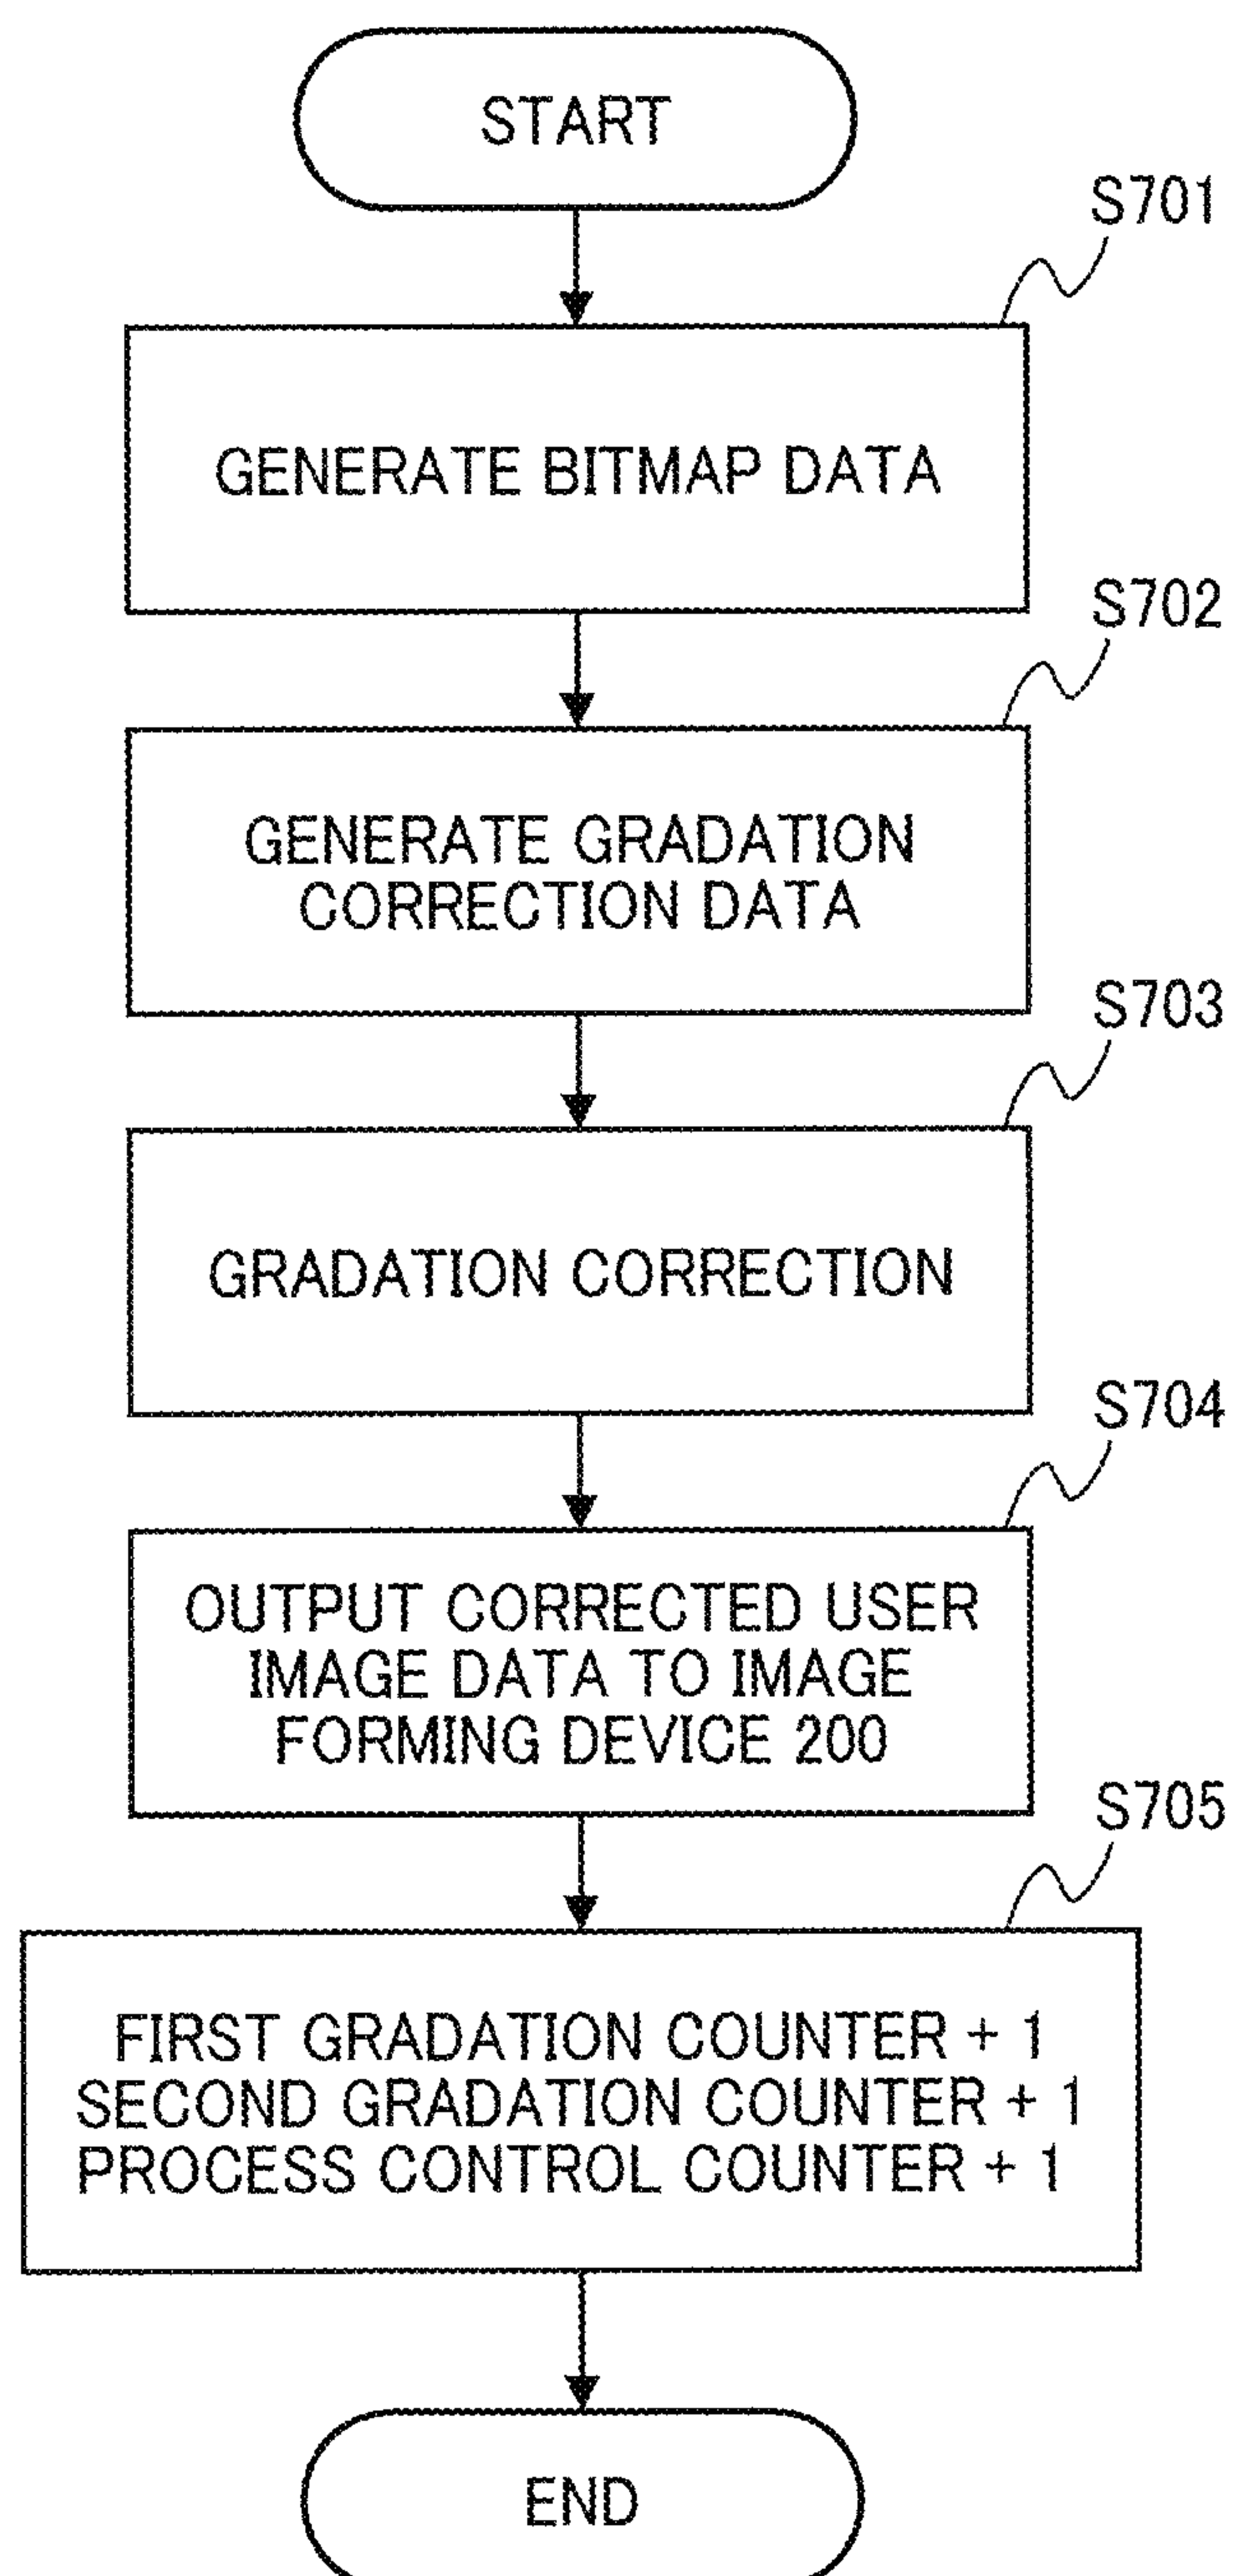 START
S701
GENERATE BITMAP DATA
S702
GENERATE GRADATION
CORRECTION DATA
S703
GRADATION CORRECTION
S704
OUTPUT CORRECTED USER
IMAGE DATA TO IMAGE
FORMING DEVICE 200
S705
FIRST GRADATION COUNTER + 1
SECOND GRADATION COUNTER + 1
PROCESS CONTROL COUNTER + 1
END